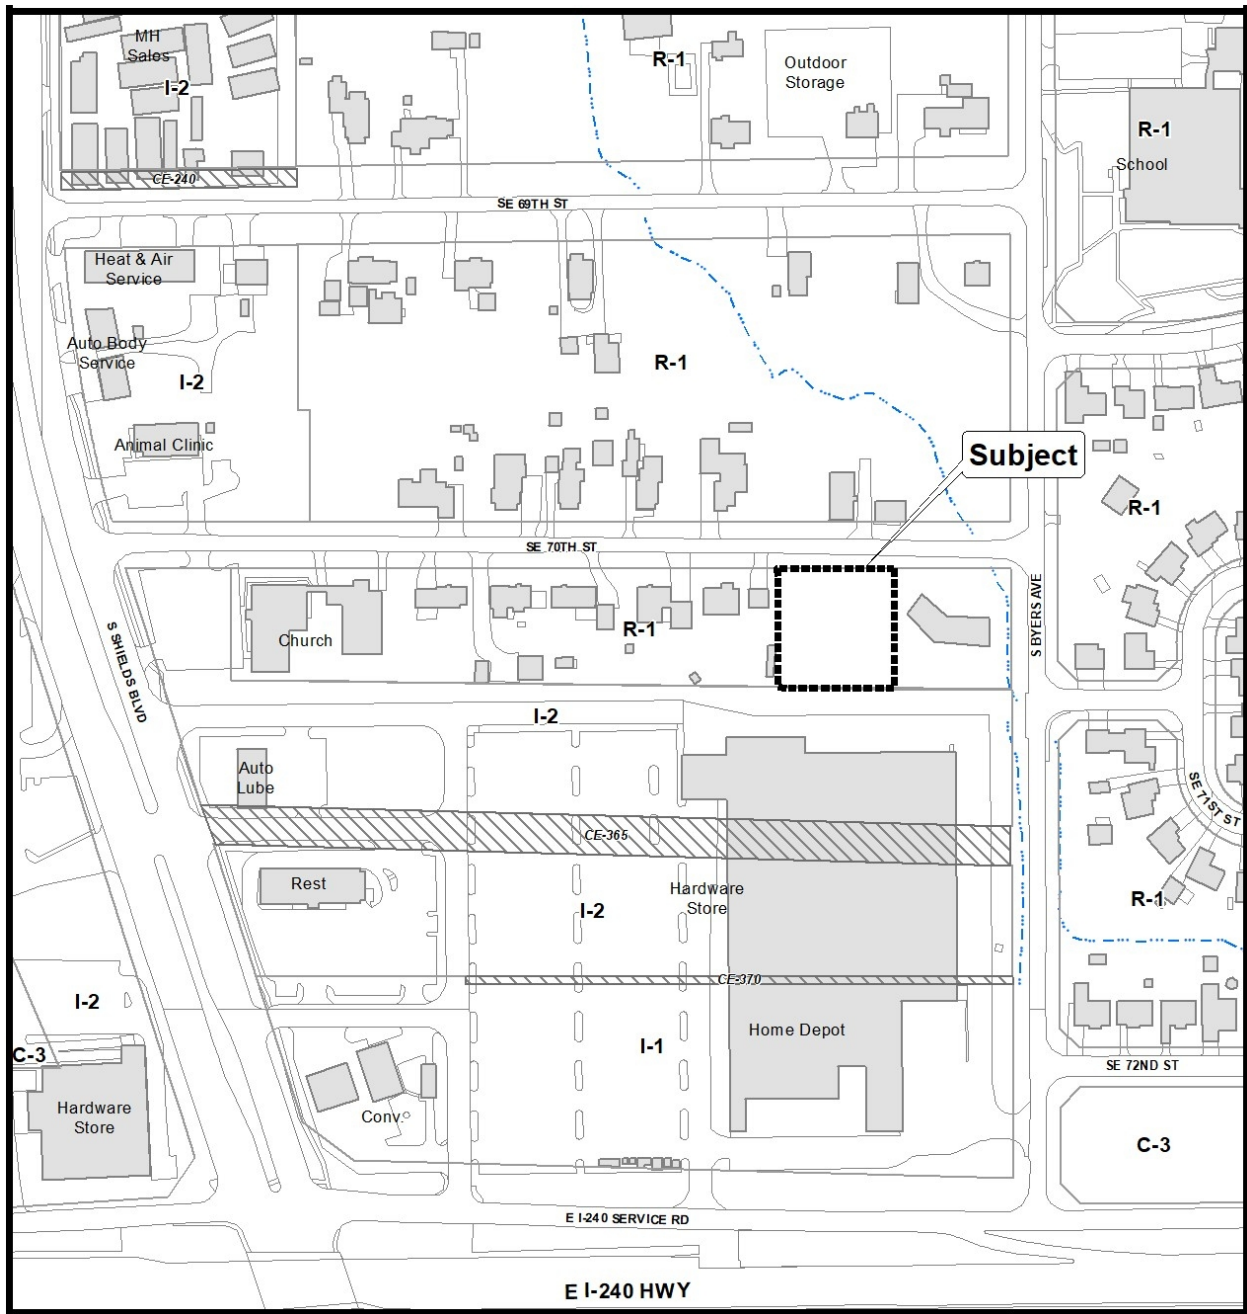 MH
Sales
I-2
R-1
Outdoor
Storage
R-1
School
CE-240
SE 69TH ST
Heat & Air
Service
Auto Body
Service
I-2
R-1
Animal Clinic
Subject
R-1
SE 70TH ST
S BYERS AVE
Church
R-1
S SHIELDS BLVD
I-2
Auto
Lube
SE 71ST ST
CE-365
Rest
Hardware
Store
I-2
R-1
CE-370
I-2
Home Depot
I-1
C-3
SE 72ND ST
Hardware
Store
Conv.
C-3
E I-240 SERVICE RD
E I-240 HWY